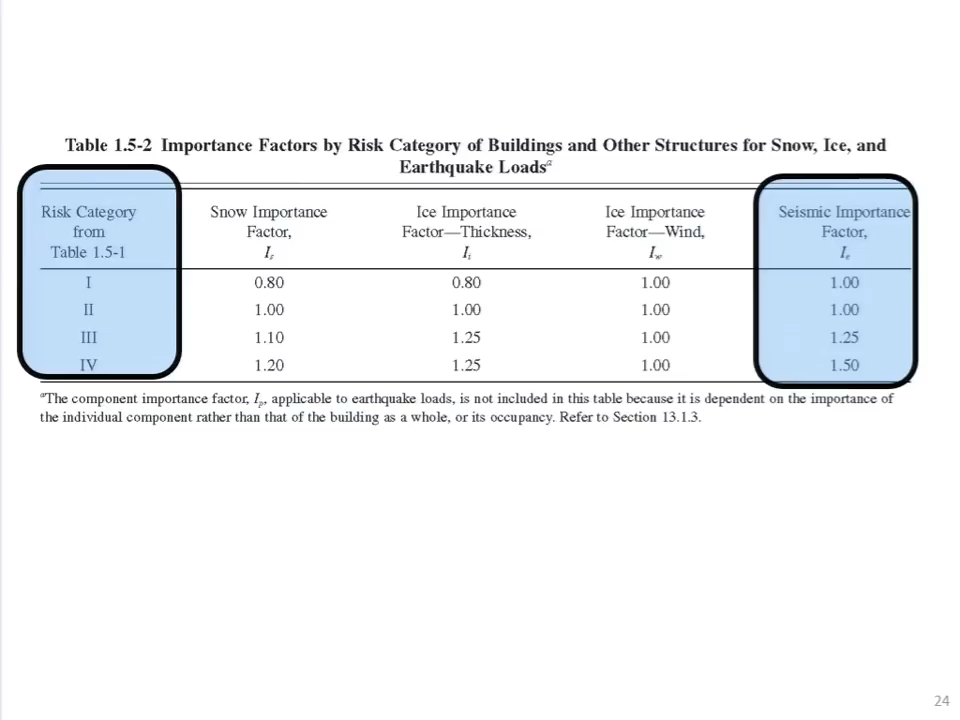 Table 1.5-2 Importance Factors by Risk Category of Buildings and Other Structures for Snow, Ice, and
Earthquake Loadsᵃ
Risk Category from Table 1.5-1 Snow Importance Factor, Iₛ Ice Importance Factor—Thickness, Iᵢ Ice Importance Factor—Wind, I_w Seismic Importance Factor, Iₑ
I 0.80 0.80 1.00 1.00
II 1.00 1.00 1.00 1.00
III 1.10 1.25 1.00 1.25
IV 1.20 1.25 1.00 1.50
ᵃThe component importance factor, Iₚ, applicable to earthquake loads, is not included in this table because it is dependent on the importance of
the individual component rather than that of the building as a whole, or its occupancy. Refer to Section 13.1.3.
24